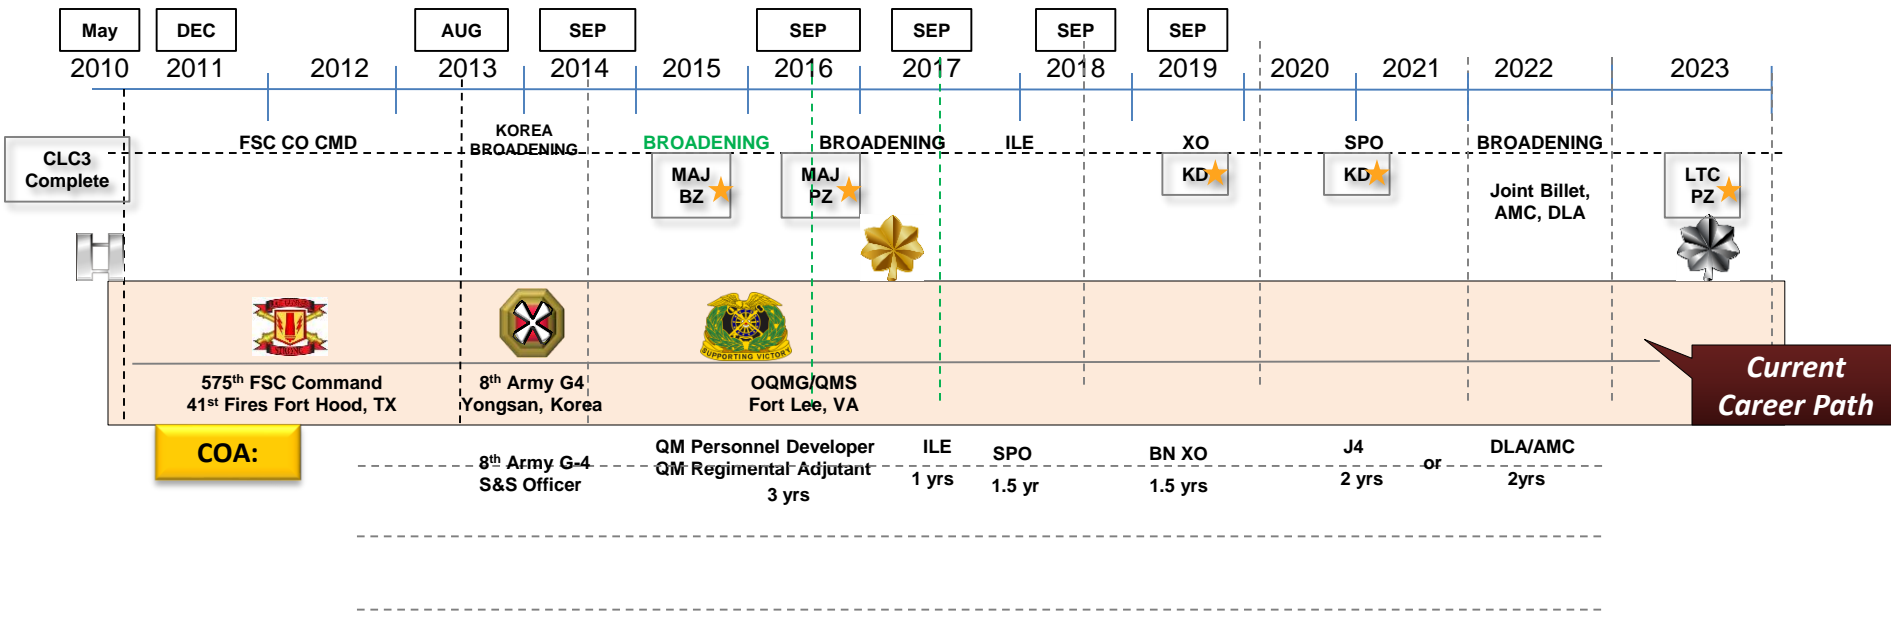 May DEC AUG SEP SEP SEP SEP SEP
2010 2011 2012 2013 2014 2015 2016 2017 2018 2019 2020 2021 2022 2023
CLC3
Complete
FSC CO CMD
KOREA
BROADENING
BROADENING
BROADENING
ILE
XO
SPO
BROADENING
MAJ
BZ
MAJ
PZ
KD
KD
Joint Billet,
AMC, DLA
LTC
PZ
STRONG
SUPPORTING VICTORY
575th FSC Command
41st Fires Fort Hood, TX
8th Army G4
Yongsan, Korea
OQMG/QMS
Fort Lee, VA
Current
Career Path
COA:
8th Army G-4
S&S Officer
QM Personnel Developer
QM Regimental Adjutant
3 yrs
ILE
1 yrs
SPO
1.5 yr
BN XO
1.5 yrs
J4
2 yrs
or
DLA/AMC
2yrs